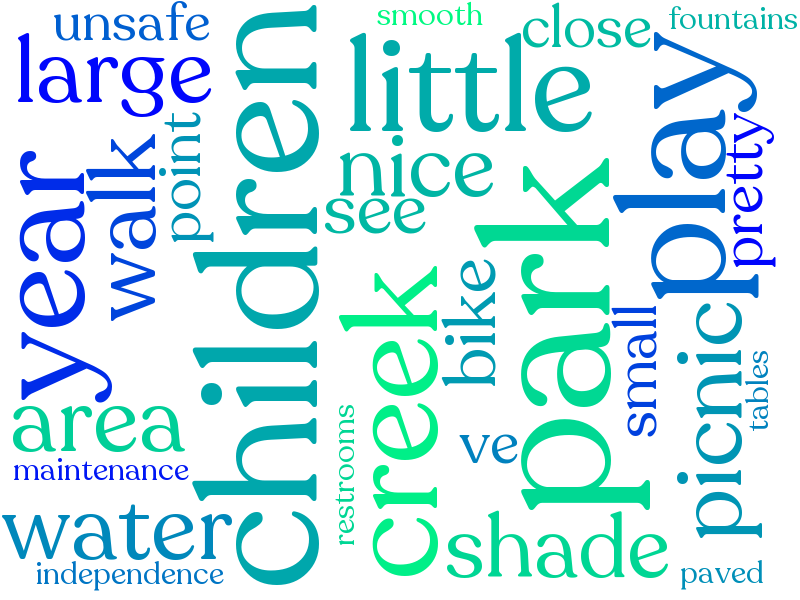 unsafe
smooth
close
fountains
large
little
children
play
point
walk
year
nice
pretty
see
park
bike
creek
small
picnic
tables
area
restrooms
ve
maintenance
water
shade
independence
paved